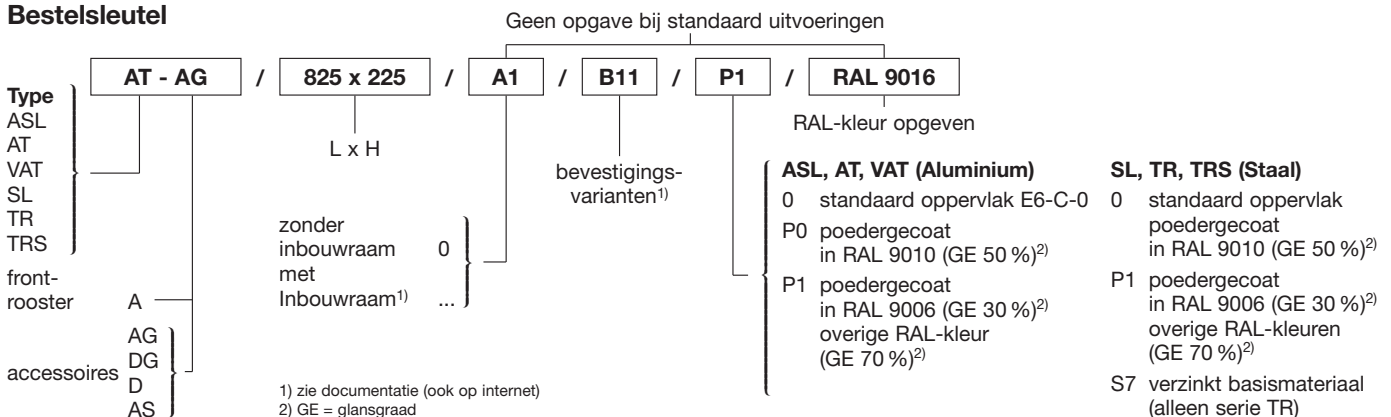 Bestelsleutel
Geen opgave bij standaard uitvoeringen
AT - AG / 825 x 225 / A1 / B11 / P1 / RAL 9016
Type
ASL
AT
VAT
SL
TR
TRS
front-
rooster A
accessoires
AG
DG
D
AS
L x H
zonder
inbouwraam 0
met
Inbouwraam1) ...
bevestigings-
varianten1)
RAL-kleur opgeven
ASL, AT, VAT (Aluminium)
0 standaard oppervlak E6-C-0
P0 poedergecoat
in RAL 9010 (GE 50 %)2)
P1 poedergecoat
in RAL 9006 (GE 30 %)2)
overige RAL-kleur
(GE 70 %)2)
SL, TR, TRS (Staal)
0 standaard oppervlak
poedergecoat
in RAL 9010 (GE 50 %)2)
P1 poedergecoat
in RAL 9006 (GE 30 %)2)
overige RAL-kleuren
(GE 70 %)2)
S7 verzinkt basismateriaal
(alleen serie TR)
1) zie documentatie (ook op internet)
2) GE = glansgraad